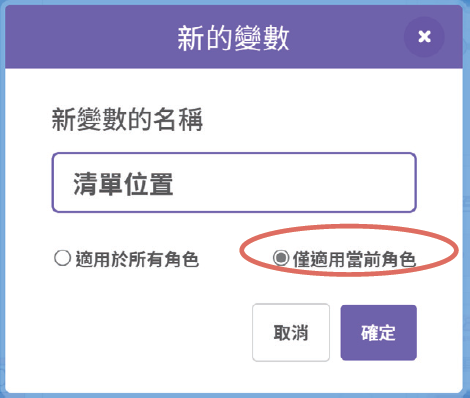 新的變數
新變數的名稱
清單位置
適用於所有角色 僅適用當前角色
取消 確定